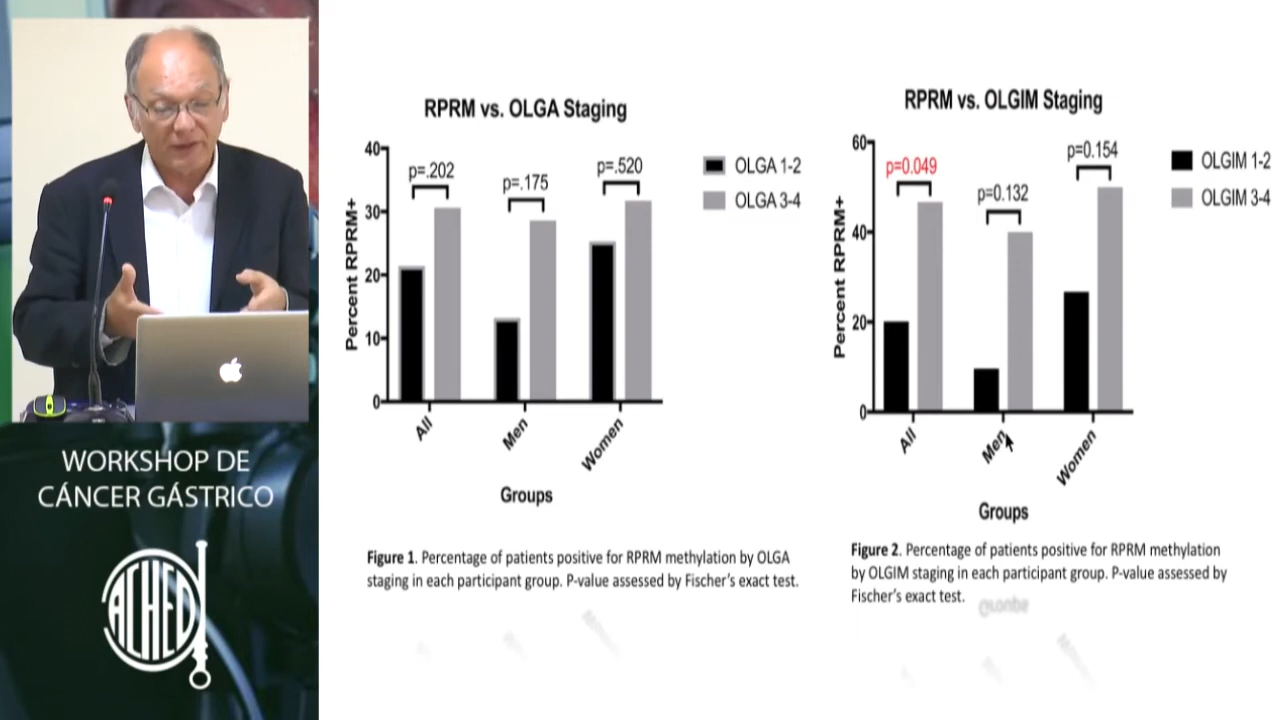 WORKSHOP DE
CÁNCER GÁSTRICO
ACHED
RPRM vs. OLGA Staging
Percent RPRM+
40
30
20
10
0
p=.202
p=.175
p=.520
OLGA 1-2
OLGA 3-4
All
Men
Women
Groups
Figure 1. Percentage of patients positive for RPRM methylation by OLGA
staging in each participant group. P-value assessed by Fischer's exact test.
RPRM vs. OLGIM Staging
Percent RPRM+
60
40
20
0
p=0.049
p=0.132
p=0.154
OLGIM 1-2
OLGIM 3-4
All
Men
Women
Groups
Figure 2. Percentage of patients positive for RPRM methylation
by OLGIM staging in each participant group. P-value assessed by
Fischer's exact test.